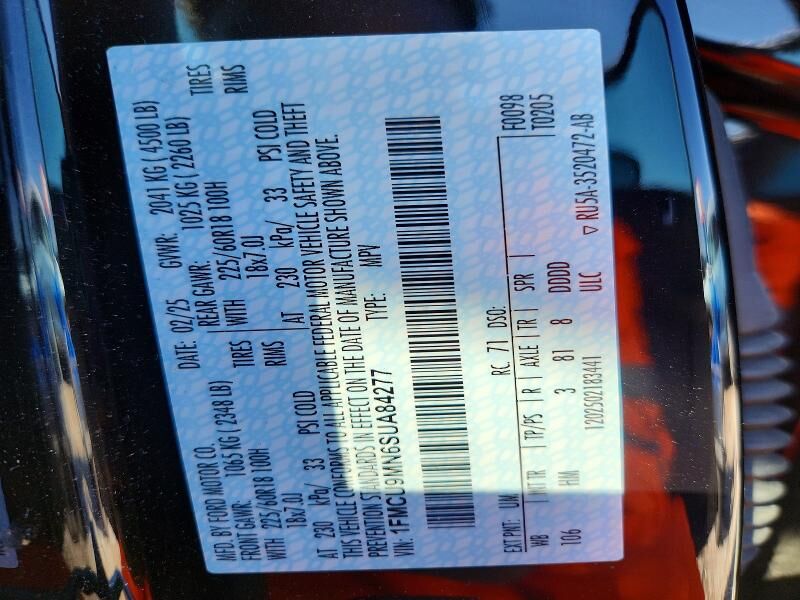 MFD. BY FORD MOTOR CO.
DATE: 02/25 GVWR: 2041 KG ( 4500 LB)
FRONT GAWR: 1065 KG ( 2348 LB) REAR GAWR: 1025 KG ( 2260 LB)
WITH 225/60R18 100H TIRES WITH 225/60R18 100H TIRES
18x7.0J RIMS 18x7.0J RIMS
AT 230 kPa/ 33 PSI COLD AT 230 kPa/ 33 PSI COLD
THIS VEHICLE CONFORMS TO ALL APPLICABLE FEDERAL MOTOR VEHICLE SAFETY AND THEFT
PREVENTION STANDARDS IN EFFECT ON THE DATE OF MANUFACTURE SHOWN ABOVE.
VIN: 1FMCU9MN6SUA84277 TYPE: MPV
EXT PNT: UM RC: 71 DSO: F0098
WB INT TR TP/PS R AXLE TR SPR T0205
106 HM 3 81 8 DDDD
1202502183441 ULC ▽ RU5A-3520472-AB